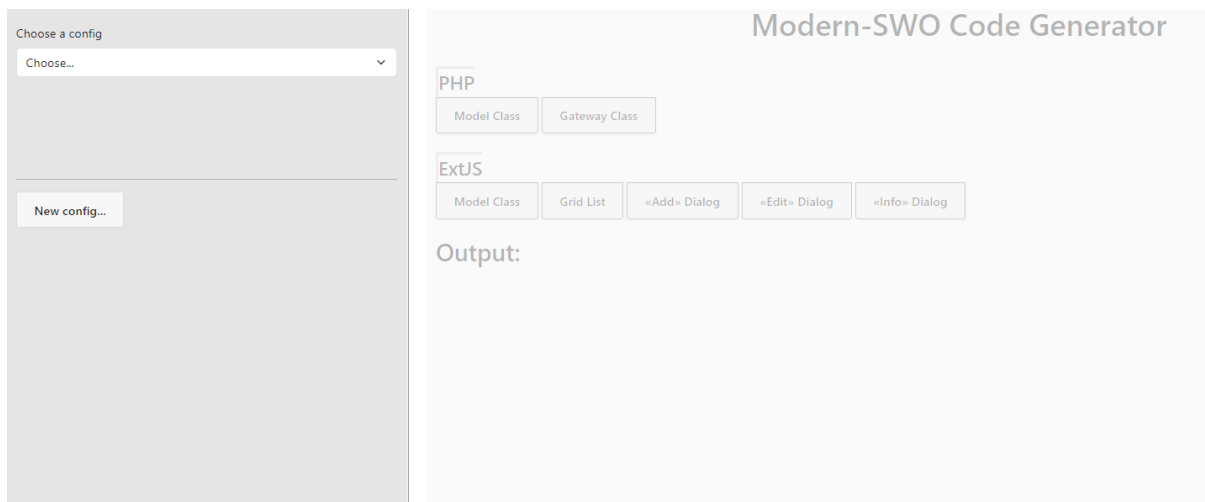 Choose a config
Choose...
New config...
Modern-SWO Code Generator
PHP
Model Class Gateway Class
ExtJS
Model Class Grid List «Add» Dialog «Edit» Dialog «Info» Dialog
Output: